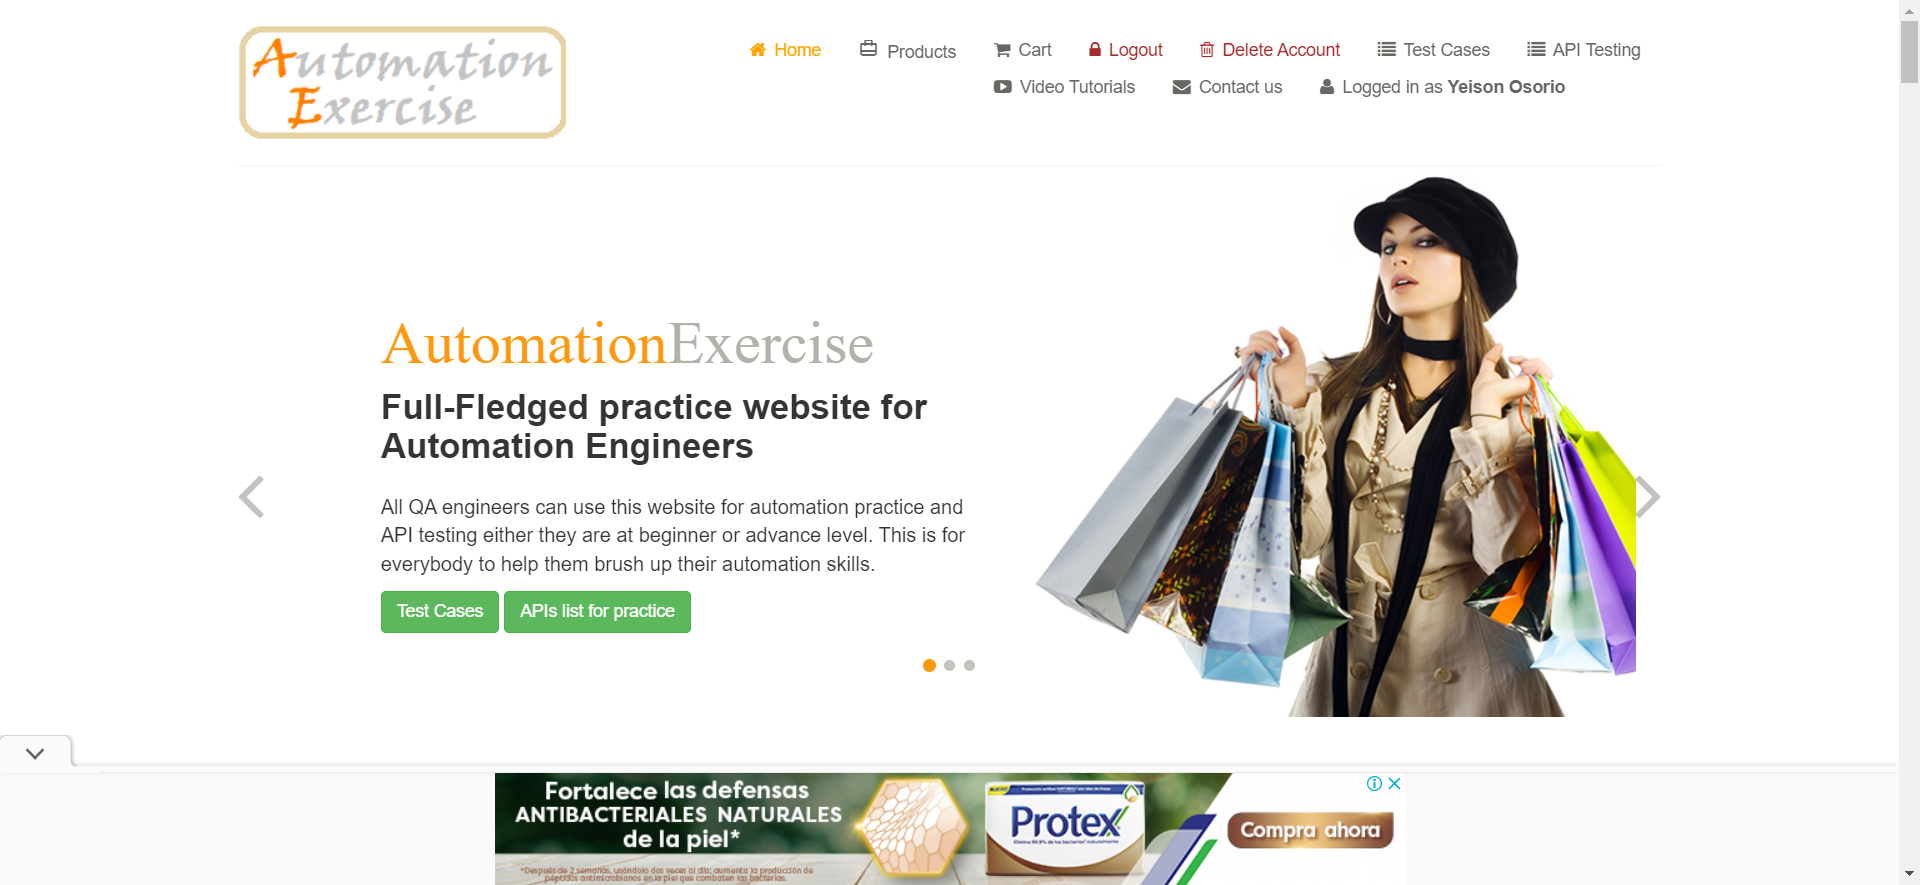 Automation
Exercise
Home
Products
Cart
Logout
Delete Account
Test Cases
API Testing
Video Tutorials
Contact us
Logged in as Yeison Osorio
AutomationExercise
Full-Fledged practice website for
Automation Engineers
All QA engineers can use this website for automation practice and
API testing either they are at beginner or advance level. This is for
everybody to help them brush up their automation skills.
Test Cases
APIs list for practice
Fortalece las defensas
ANTIBACTERIALES NATURALES
de la piel*
*Después de 2 semanas, usándolo dos veces al día; aumenta la producción de
péptidos antimicrobianos en la piel que combaten las bacterias.
NUEVO
Protex
Compra ahora